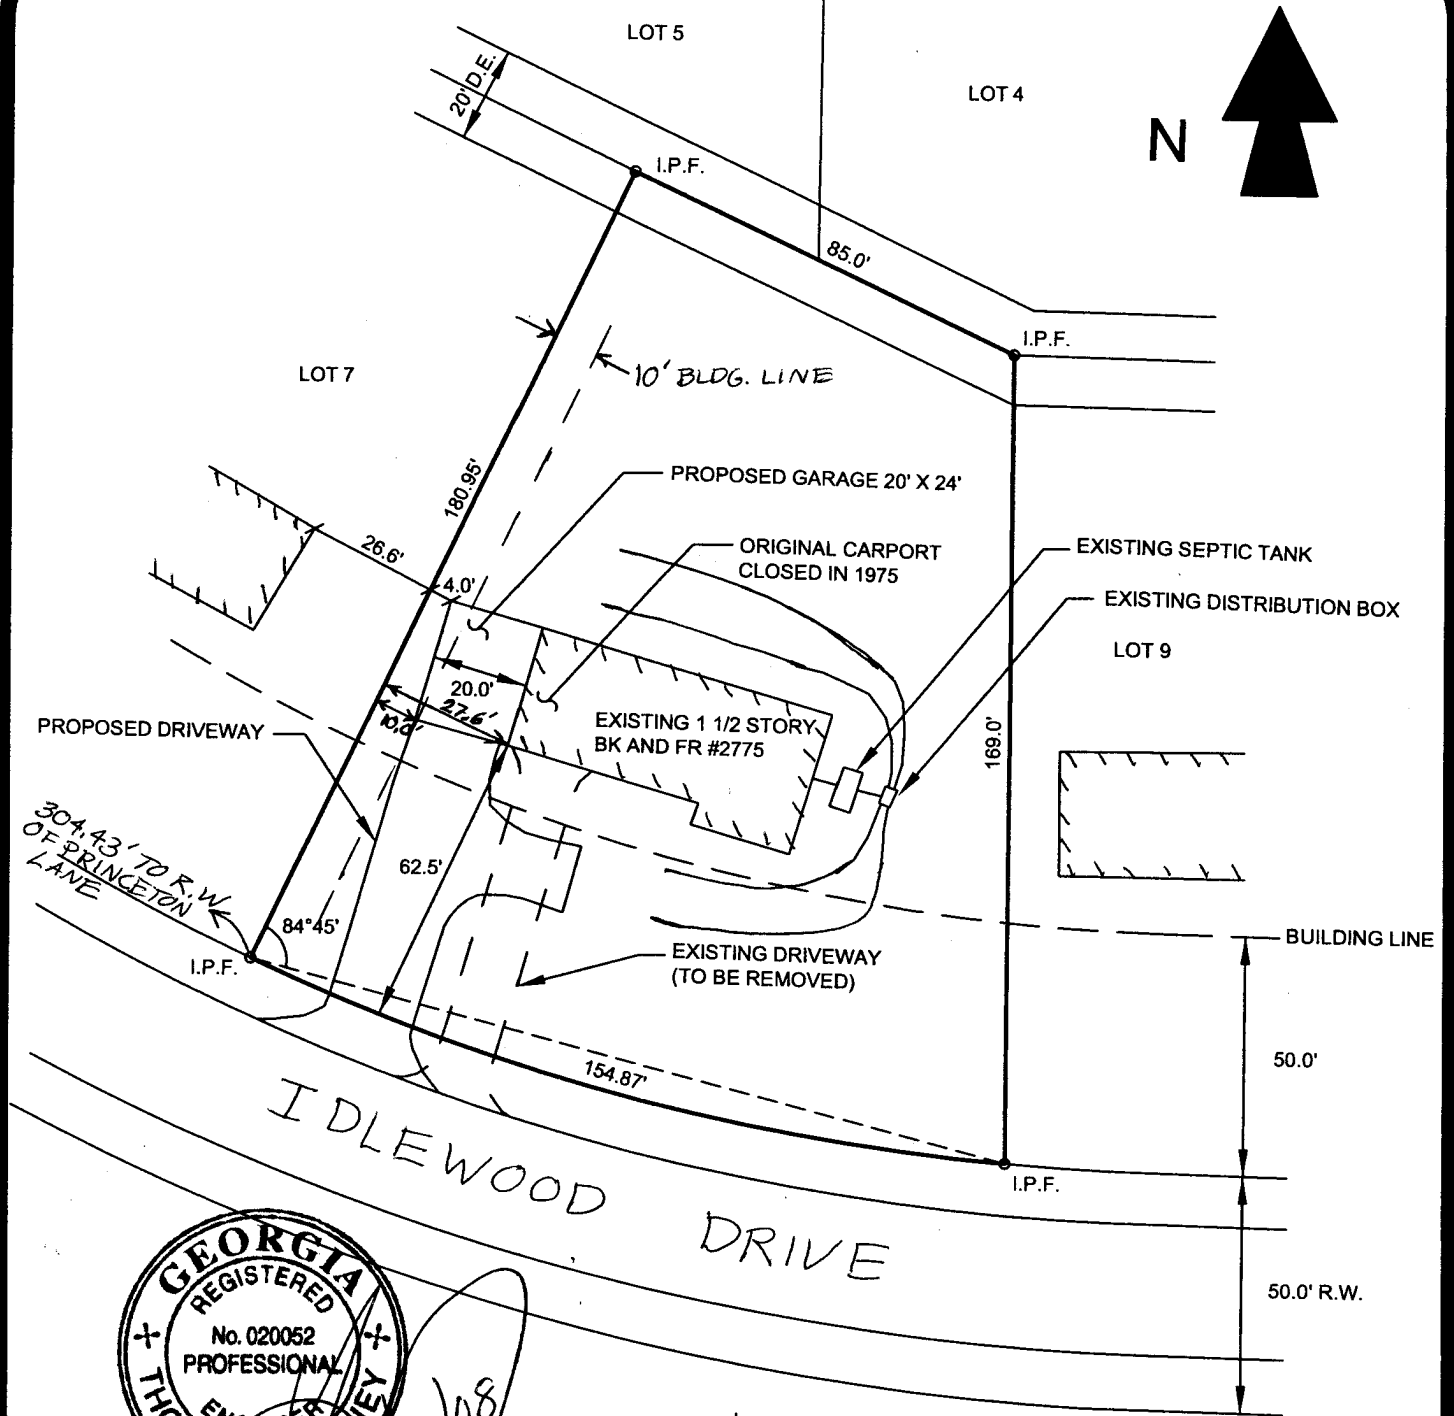 LOT 5
LOT 4
20' D.E.
N
I.P.F.
85.0'
I.P.F.
LOT 7
10' BLDG. LINE
180.95'
PROPOSED GARAGE 20' X 24'
26.6'
ORIGINAL CARPORT
CLOSED IN 1975
EXISTING SEPTIC TANK
4.0'
EXISTING DISTRIBUTION BOX
LOT 9
20.0'
27.6'
10.0'
EXISTING 1 1/2 STORY
BK AND FR #2775
169.0'
PROPOSED DRIVEWAY
304.43' TO R.W.
OF PRINCETON
LANE
62.5'
84°45'
I.P.F.
EXISTING DRIVEWAY
(TO BE REMOVED)
BUILDING LINE
50.0'
154.87'
I.P.F.
IDLEWOOD DRIVE
50.0' R.W.
GEORGIA
REGISTERED
No. 020052
PROFESSIONAL